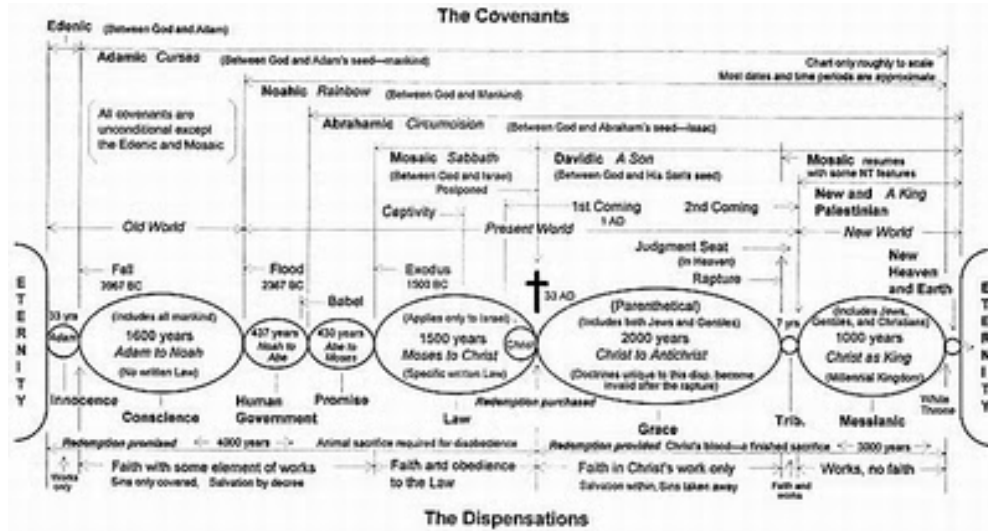 The Covenants
Edenic (Between God and Adam)
Adamic Curses (Between God and Adam's seed—mankind)
Chart only roughly to scale
Most dates and time periods are approximate
Noahic Rainbow (Between God and Mankind)
All covenants are
unconditional except
the Edenic and Mosaic
Abrahamic Circumcision (Between God and Abraham's seed—Isaac)
Mosaic Sabbath
(Between God and Israel)
Postponed
Davidic A Son
(Between God and His Son's seed)
Mosaic resumes
with some NT features
New and A King
Palestinian
Captivity
1st Coming
1 AD
2nd Coming
Old World
Present World
New World
Judgment Seat
(In Heaven)
Rapture
New
Heaven
and Earth
Fall
3967 BC
Flood
2367 BC
Babel
Exodus
1500 BC
33 AD
ETERNITY
33 yrs
Adam
(Includes all mankind)
1600 years
Adam to Noah
(No written Law)
437 years
Noah to
Abe
430 years
Abe to
Moses
(Applies only to Israel)
1500 years
Moses to Christ
(Specific written Law)
Christ
(Parenthetical)
(Includes both Jews and Gentiles)
2000 years
Christ to Antichrist
(Doctrines unique to this disp. become
invalid after the rapture)
7 yrs
(Includes Jews,
Gentiles, and Christians)
1000 years
Christ as King
(Millennial Kingdom)
ETERNITY
Innocence
Conscience
Human
Government
Promise
Law
Redemption purchased
Grace
Trib.
Messianic
White
Throne
Redemption promised
4000 years
Animal sacrifice required for disobedience
Redemption provided Christ's blood—a finished sacrifice
3000 years
Works
only
Faith with some element of works
Sins only covered, Salvation by decree
Faith and obedience
to the Law
Faith in Christ's work only
Salvation within, Sins taken away
Faith and
works
Works, no faith
The Dispensations